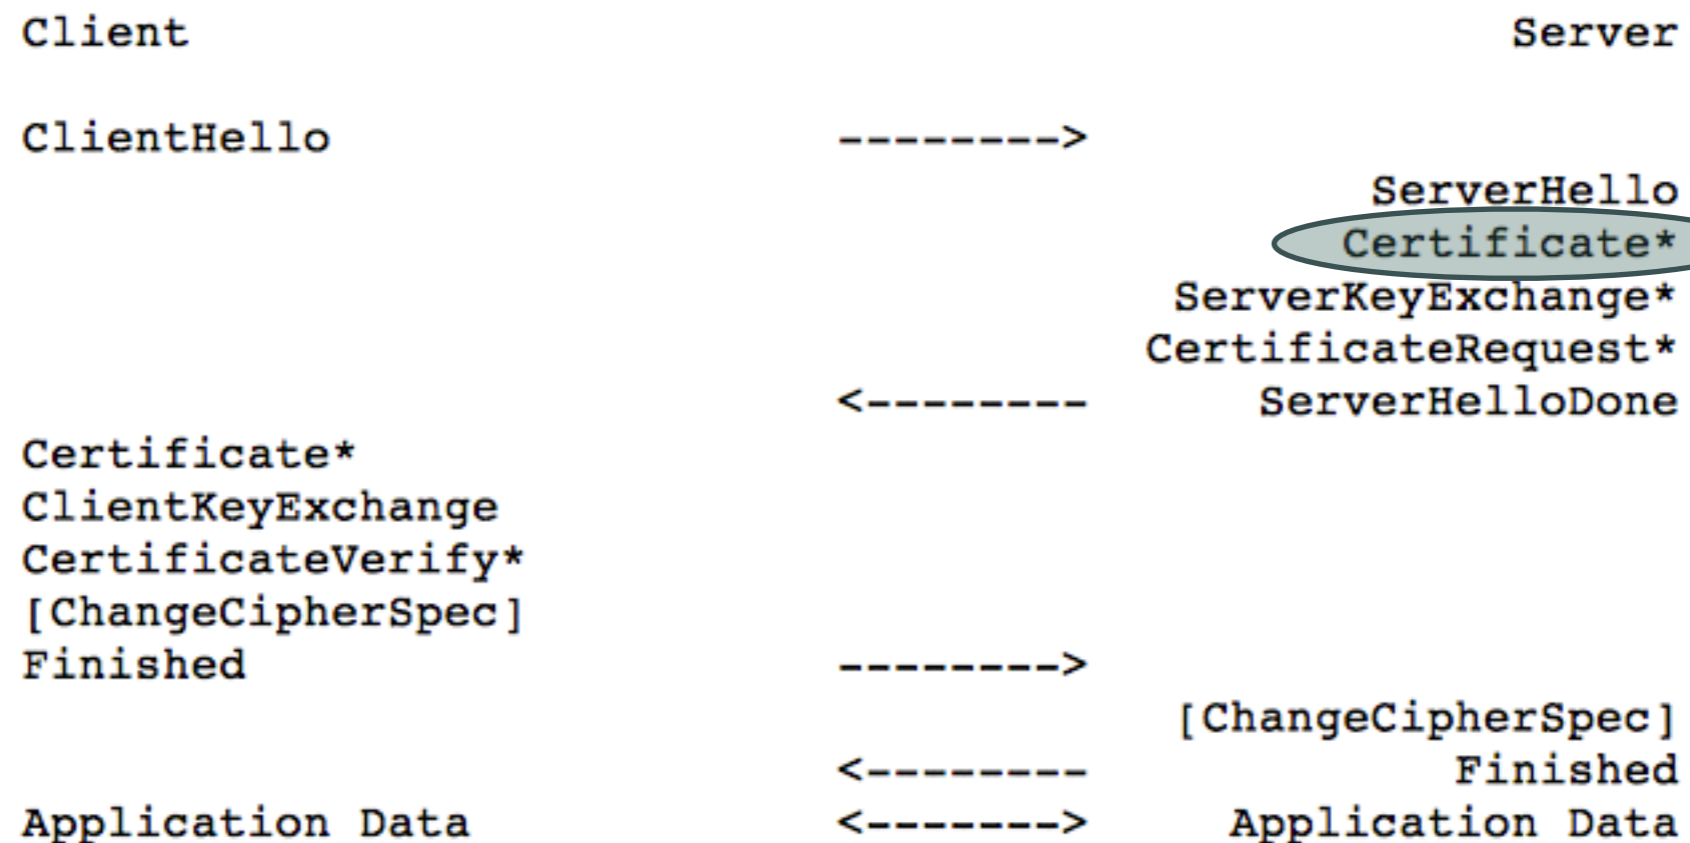 Client Server
ClientHello -------->
ServerHello
Certificate*
ServerKeyExchange*
CertificateRequest*
<-------- ServerHelloDone
Certificate*
ClientKeyExchange
CertificateVerify*
[ChangeCipherSpec]
Finished -------->
[ChangeCipherSpec]
<-------- Finished
Application Data <-------> Application Data